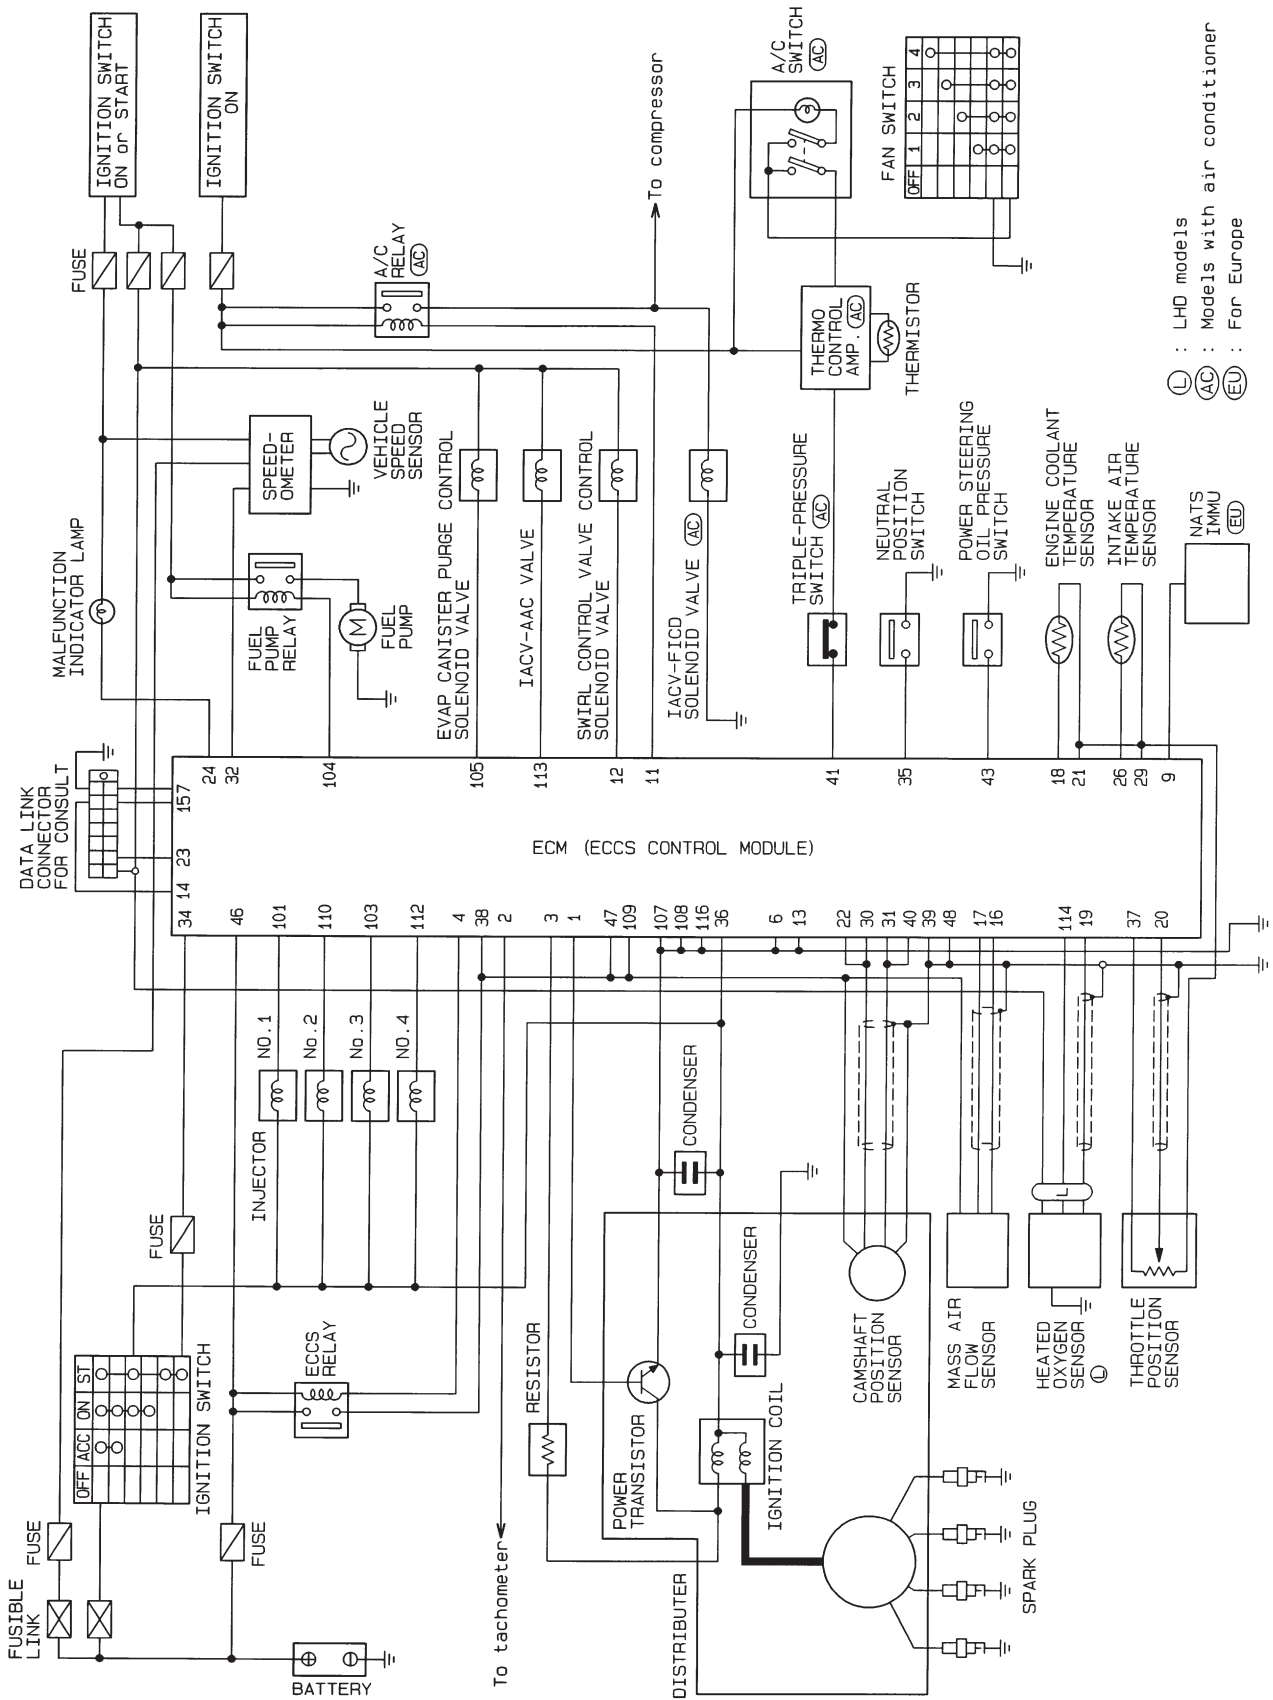 FUSIBLE
LINK
FUSE
BATTERY
FUSE
OFF
ACC
ON
ST
IGNITION SWITCH
FUSE
ECCS
RELAY
INJECTOR
NO.1
No.2
No.3
NO.4
To tachometer
RESISTOR
DISTRIBUTER
POWER
TRANSISTOR
IGNITION COIL
CONDENSER
CONDENSER
SPARK PLUG
CAMSHAFT
POSITION
SENSOR
MASS AIR
FLOW
SENSOR
HEATED
OXYGEN
SENSOR
L
L
THROTTLE
POSITION
SENSOR
DATA LINK
CONNECTOR
FOR CONSULT
34
14
23
157
46
101
110
103
112
4
38
2
3
1
47
109
107
108
116
36
6
13
22
30
31
40
39
48
17
16
114
19
37
20
ECM (ECCS CONTROL MODULE)
24
32
104
105
113
12
11
41
35
43
18
21
26
29
9
MALFUNCTION
INDICATOR LAMP
FUEL
PUMP
RELAY
M
FUEL
PUMP
SPEED-
OMETER
VEHICLE
SPEED
SENSOR
EVAP CANISTER PURGE CONTROL
SOLENOID VALVE
IACV-AAC VALVE
SWIRL CONTROL VALVE CONTROL
SOLENOID VALVE
IACV-FICD
SOLENOID VALVE AC
TRIPLE-PRESSURE
SWITCH AC
NEUTRAL
POSITION
SWITCH
POWER STEERING
OIL PRESSURE
SWITCH
ENGINE COOLANT
TEMPERATURE
SENSOR
INTAKE AIR
TEMPERATURE
SENSOR
NATS
IMMU
EU
FUSE
IGNITION SWITCH
ON or START
IGNITION SWITCH
ON
A/C
RELAY
AC
To compressor
THERMO
CONTROL
AMP. AC
THERMISTOR
A/C
SWITCH
AC
FAN SWITCH
OFF
1
2
3
4
L : LHD models
AC : Models with air conditioner
EU : For Europe